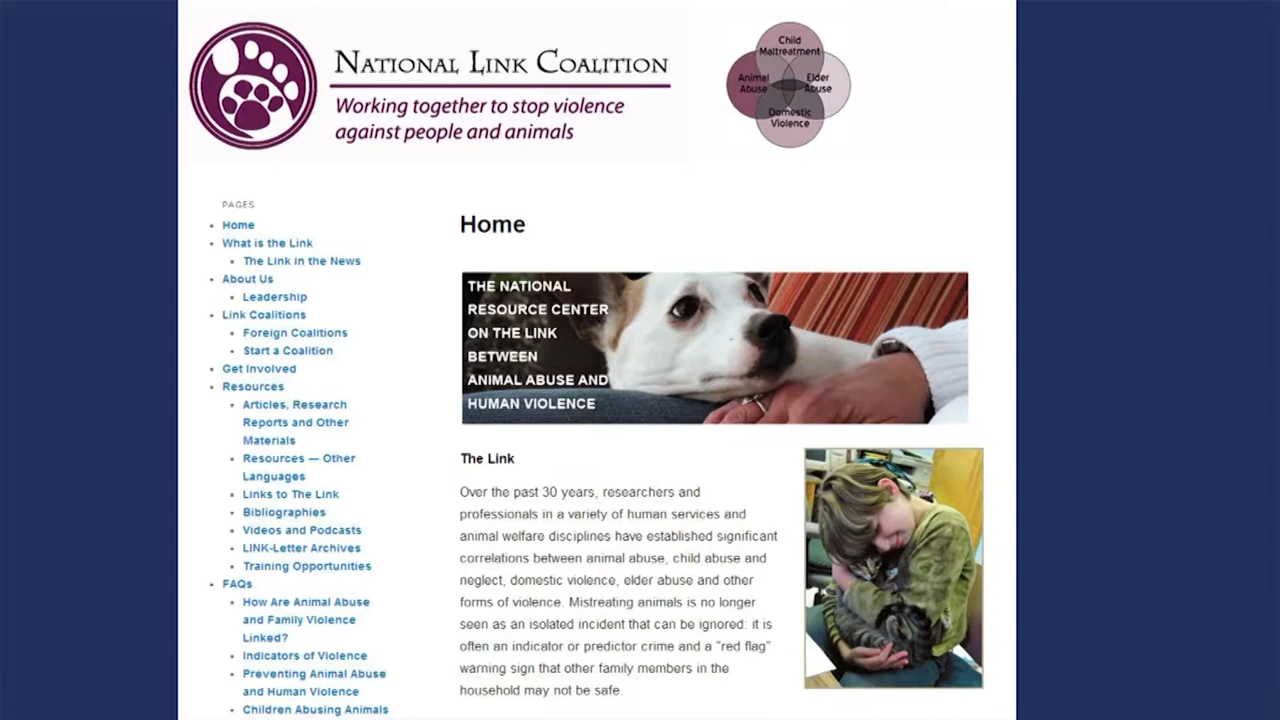 NATIONAL LINK COALITION
Working together to stop violence
against people and animals
Child
Maltreatment
Animal
Abuse
Elder
Abuse
Domestic
Violence
PAGES
Home
What is the Link
The Link in the News
About Us
Leadership
Link Coalitions
Foreign Coalitions
Start a Coalition
Get Involved
Resources
Articles, Research
Reports and Other
Materials
Resources — Other
Languages
Links to The Link
Bibliographies
Videos and Podcasts
LINK-Letter Archives
Training Opportunities
FAQs
How Are Animal Abuse
and Family Violence
Linked?
Indicators of Violence
Preventing Animal Abuse
and Human Violence
Children Abusing Animals
Home
THE NATIONAL
RESOURCE CENTER
ON THE LINK
BETWEEN
ANIMAL ABUSE AND
HUMAN VIOLENCE
The Link
Over the past 30 years, researchers and
professionals in a variety of human services and
animal welfare disciplines have established significant
correlations between animal abuse, child abuse and
neglect, domestic violence, elder abuse and other
forms of violence. Mistreating animals is no longer
seen as an isolated incident that can be ignored: it is
often an indicator or predictor crime and a "red flag"
warning sign that other family members in the
household may not be safe.